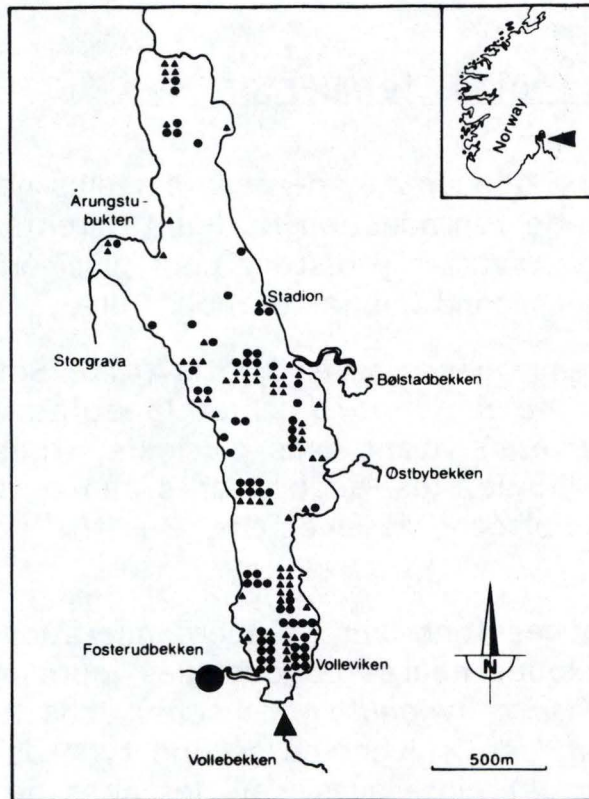 Norway
Årungstu-
bukten
Stadion
Storgrava
Bølstadbekken
Østbybekken
Fosterudbekken
Volleviken
N
Vollebekken
500m